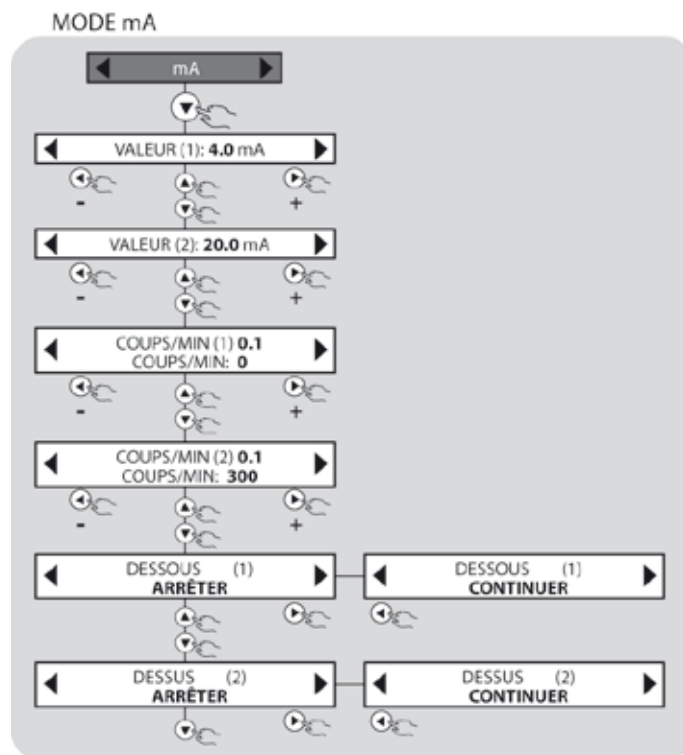 MODE mA
mA
VALEUR (1): 4.0 mA
- +
VALEUR (2): 20.0 mA
- +
COUPS/MIN (1) 0.1
COUPS/MIN: 0
- +
COUPS/MIN (2) 0.1
COUPS/MIN: 300
- +
DESSOUS (1)
ARRÊTER
DESSOUS (1)
CONTINUER
DESSUS (2)
ARRÊTER
DESSUS (2)
CONTINUER